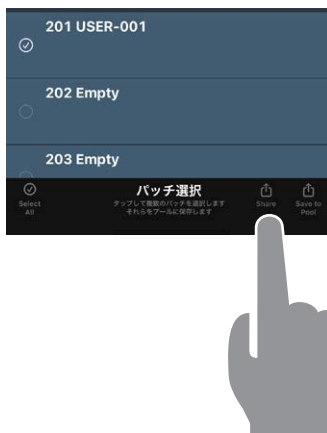 201 USER-001
202 Empty
203 Empty
Select
All
パッチ選択
タップして複数のパッチを選択します
それらをプールに保存します
Share
Save to
Pool